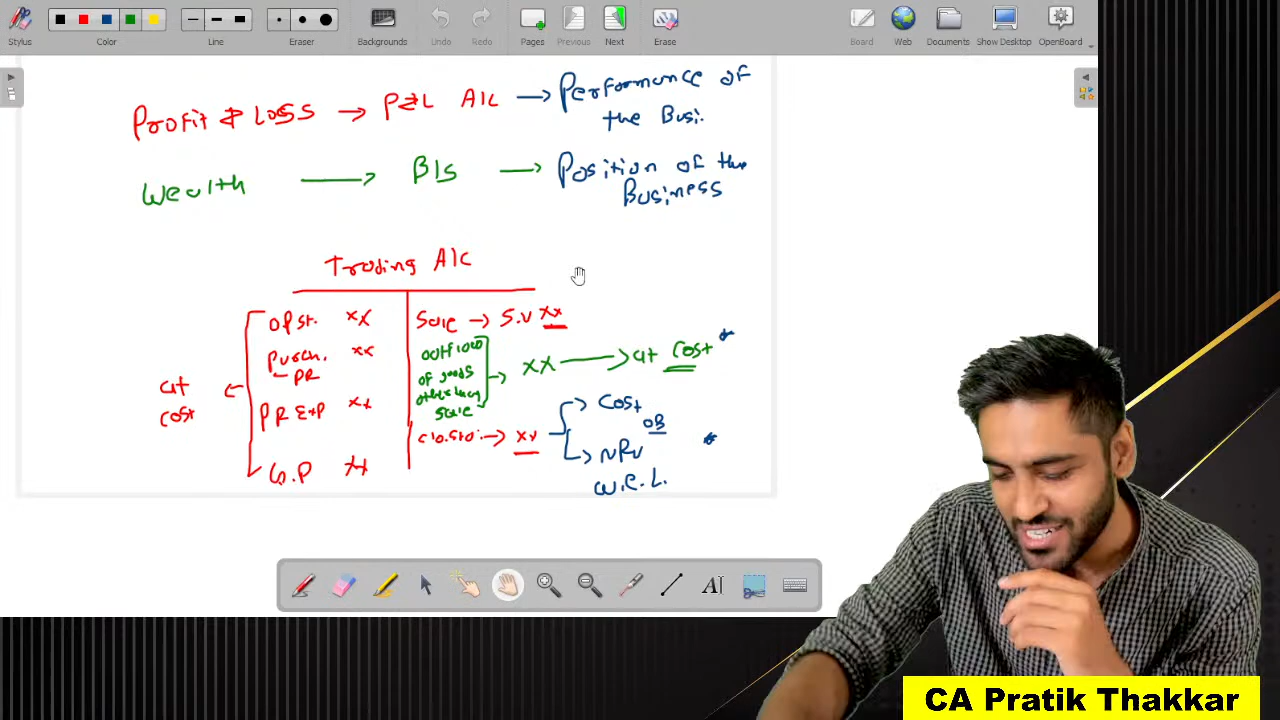 Stylus
Color
Line
Eraser
Backgrounds
Undo
Redo
Pages
Previous
Next
Erase
Board
Web
Documents
Show Desktop
OpenBoard
Profit & Loss → P&L A/c → Performance of
the Busi.
Wealth → B/s → Position of the
Business
Trading A/c
op st. xx
Sale → S.V xx
Purch. xx
PR
outflow
of goods
other than
sale
→ xx → at cost *
at
cost
PR Exp xx
clo. sto. → xx
→ Cost
OR
→ NRV
*
G.P xx
W.E.L.
CA Pratik Thakkar